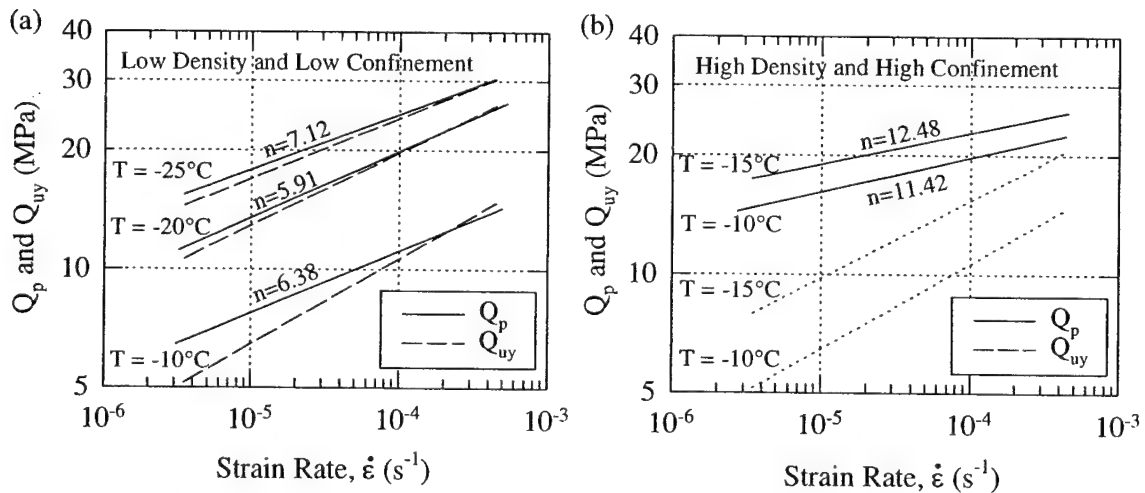 (a)
Low Density and Low Confinement
40
30
20
10
5
Q_p and Q_uy (MPa)
n=7.12
T = -25°C
n=5.91
T = -20°C
n=6.38
T = -10°C
Q_p
Q_uy
10^-6
10^-5
10^-4
10^-3
Strain Rate, ε̇ (s^-1)
(b)
High Density and High Confinement
40
30
20
10
5
Q_p and Q_uy (MPa)
n=12.48
T = -15°C
n=11.42
T = -10°C
T = -15°C
T = -10°C
Q_p
Q_uy
10^-6
10^-5
10^-4
10^-3
Strain Rate, ε̇ (s^-1)